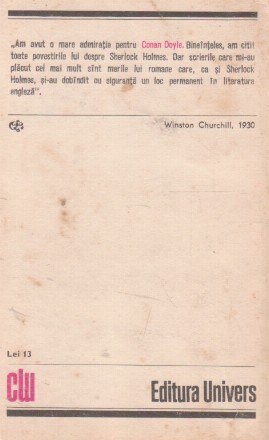 „Am avut o mare admirație pentru Conan Doyle. Bineînțeles, am citit
toate povestirile lui despre Sherlock Holmes. Dar scrierile care mi-au
plăcut cel mai mult sînt marile lui romane care, ca și Sherlock
Holmes, și-au dobîndit cu siguranță un loc permanent în literatura
engleză".
Winston Churchill, 1930
Lei 13
Editura Univers